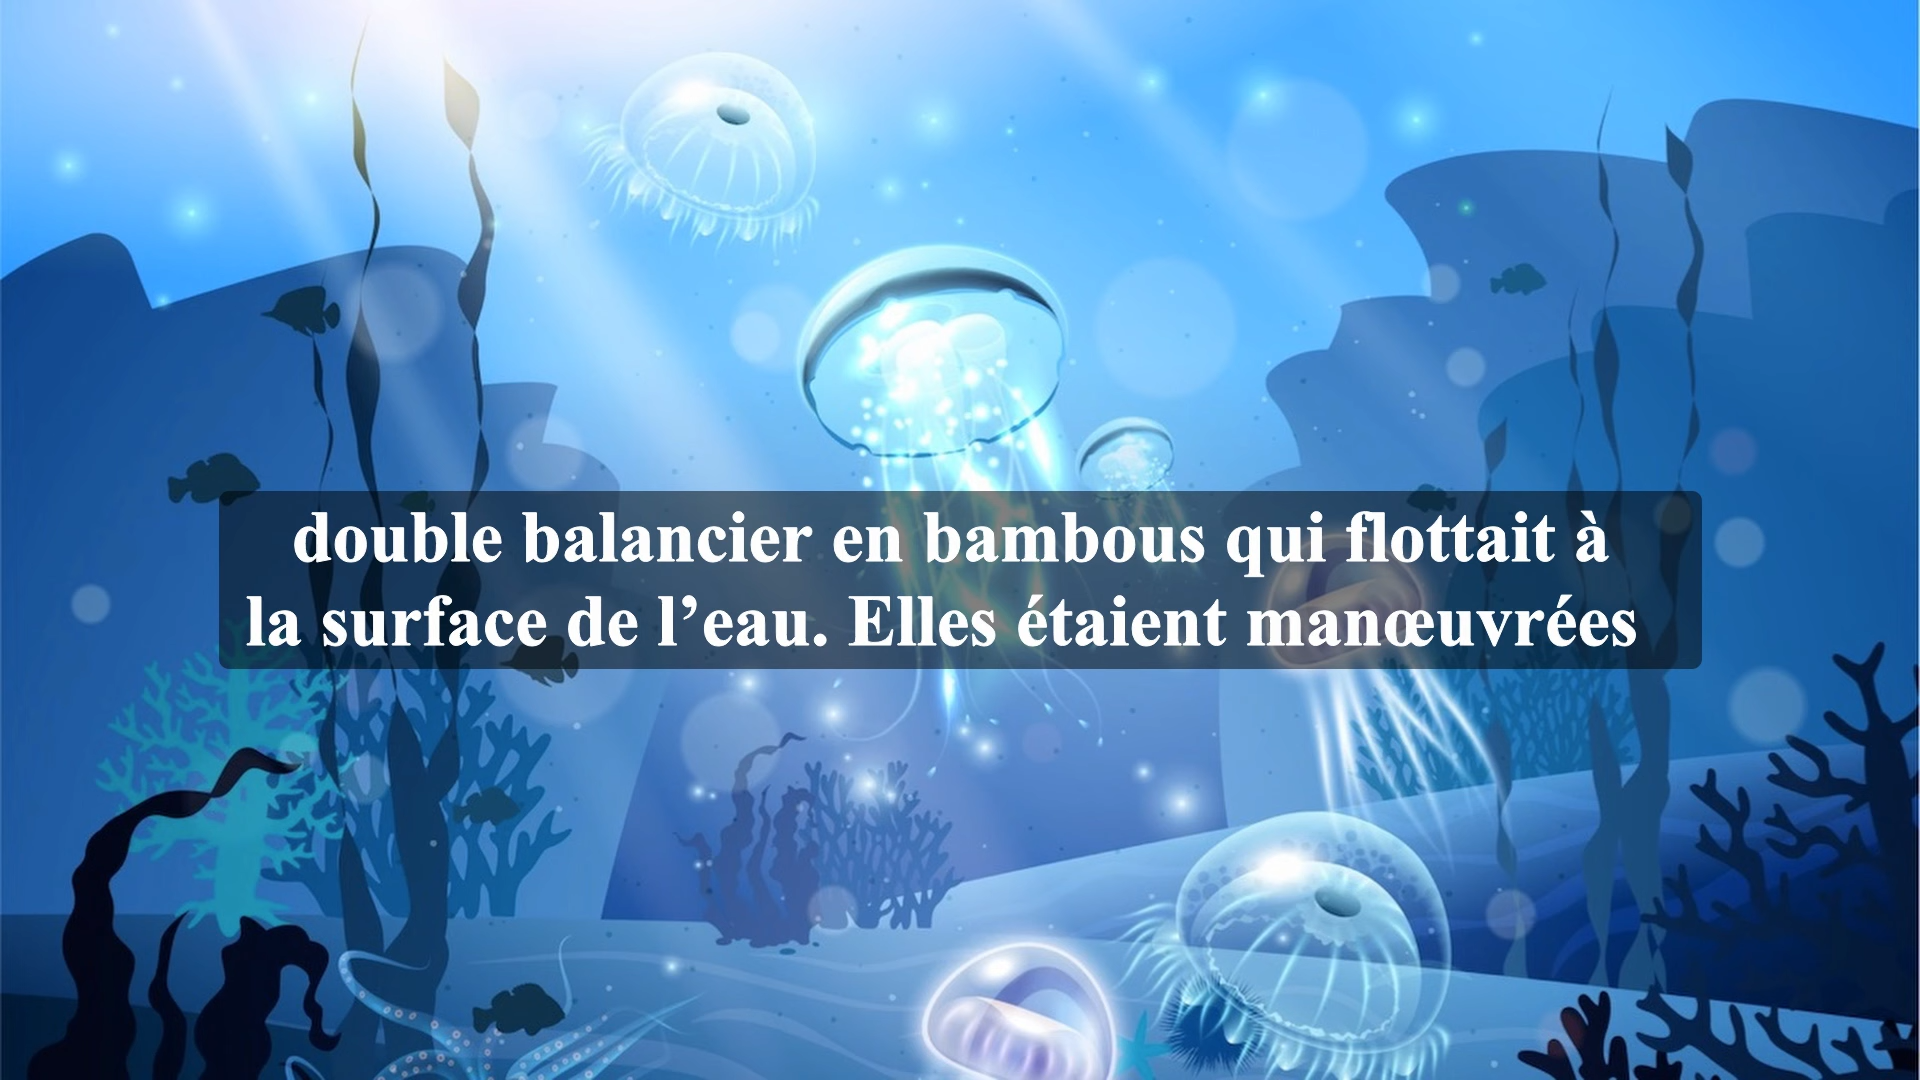 double balancier en bambous qui flottait à
la surface de l’eau. Elles étaient manœuvrées